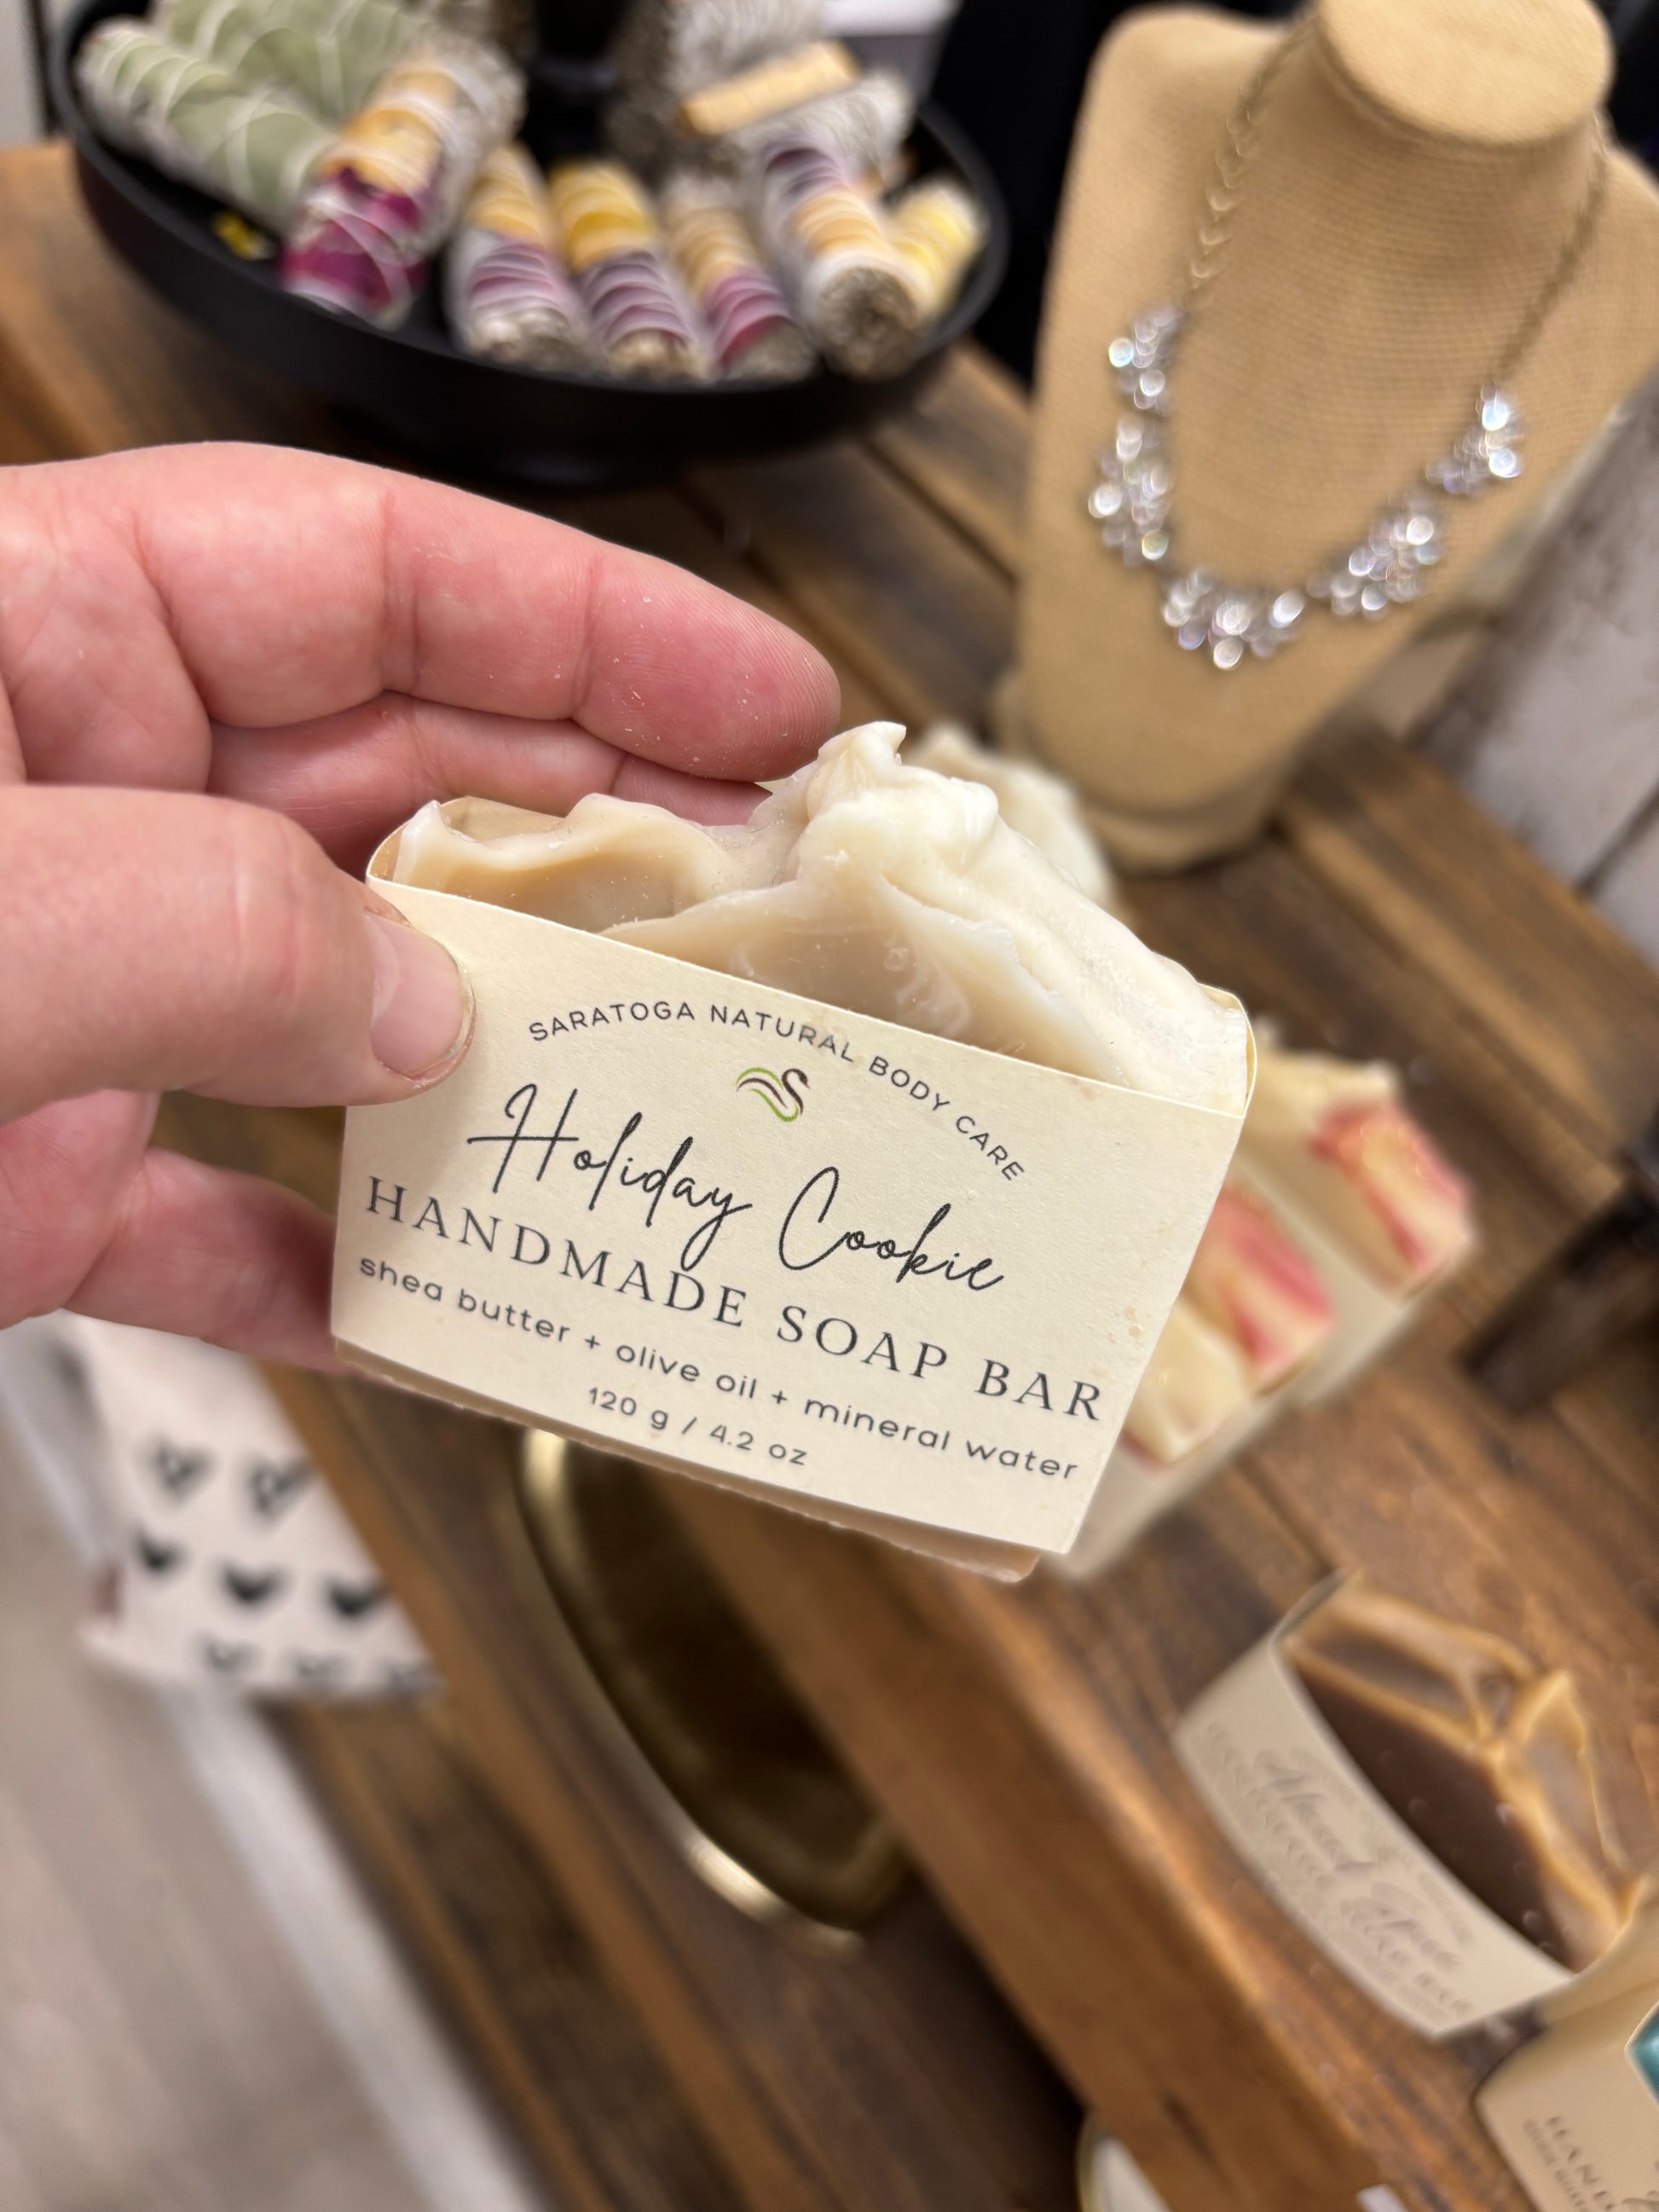 SARATOGA NATURAL BODY CARE
Holiday Cookie
HANDMADE SOAP BAR
shea butter + olive oil + mineral water
120 g / 4.2 oz